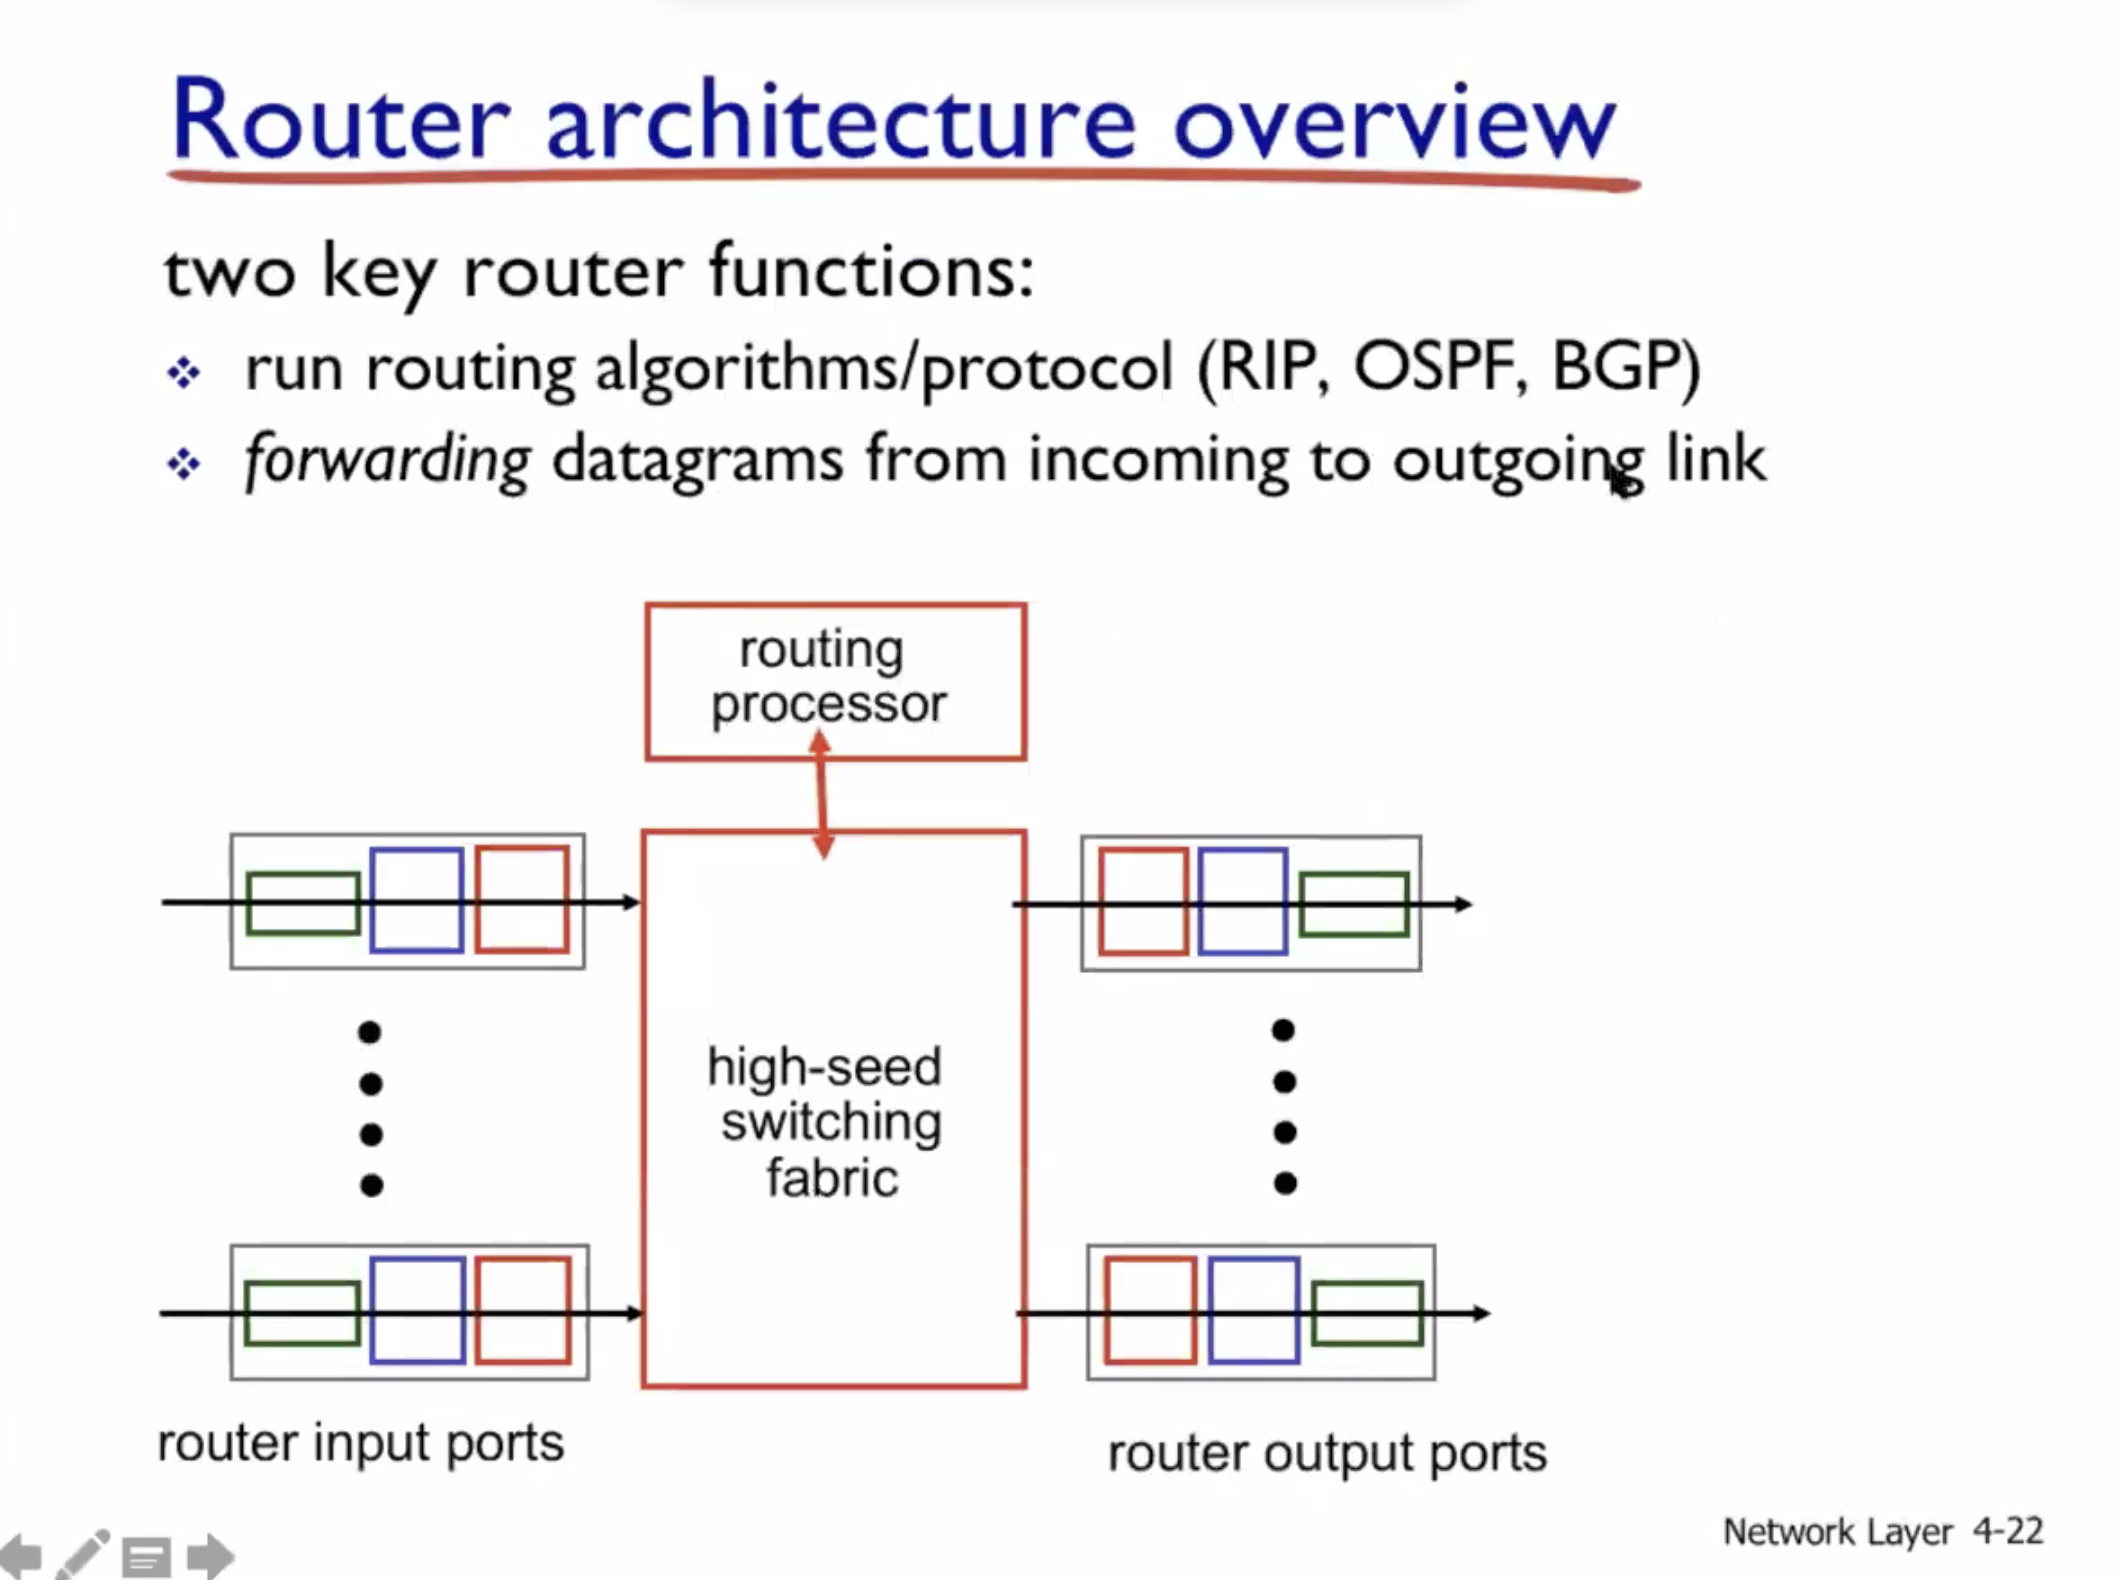 Router architecture overview
two key router functions:
run routing algorithms/protocol (RIP, OSPF, BGP)
forwarding datagrams from incoming to outgoing link
routing
processor
high-seed
switching
fabric
router input ports
router output ports
Network Layer 4-22